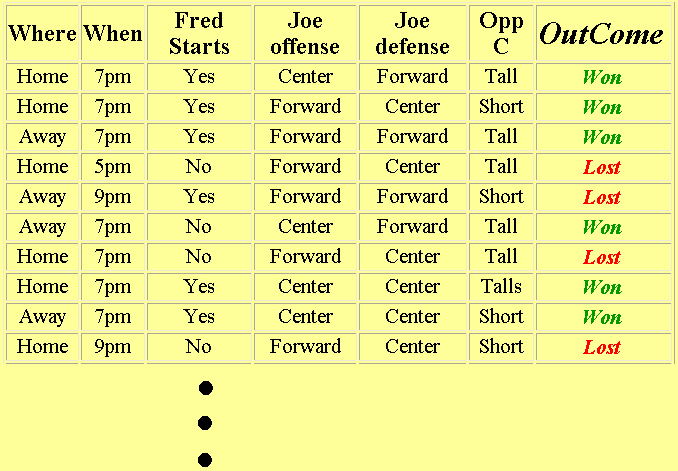 Where When Fred Starts Joe offense Joe defense Opp C OutCome
Home 7pm Yes Center Forward Tall Won
Home 7pm Yes Forward Center Short Won
Away 7pm Yes Forward Forward Tall Won
Home 5pm No Forward Center Tall Lost
Away 9pm Yes Forward Forward Short Lost
Away 7pm No Center Forward Tall Won
Home 7pm No Forward Center Tall Lost
Home 7pm Yes Center Center Talls Won
Away 7pm Yes Center Center Short Won
Home 9pm No Forward Center Short Lost